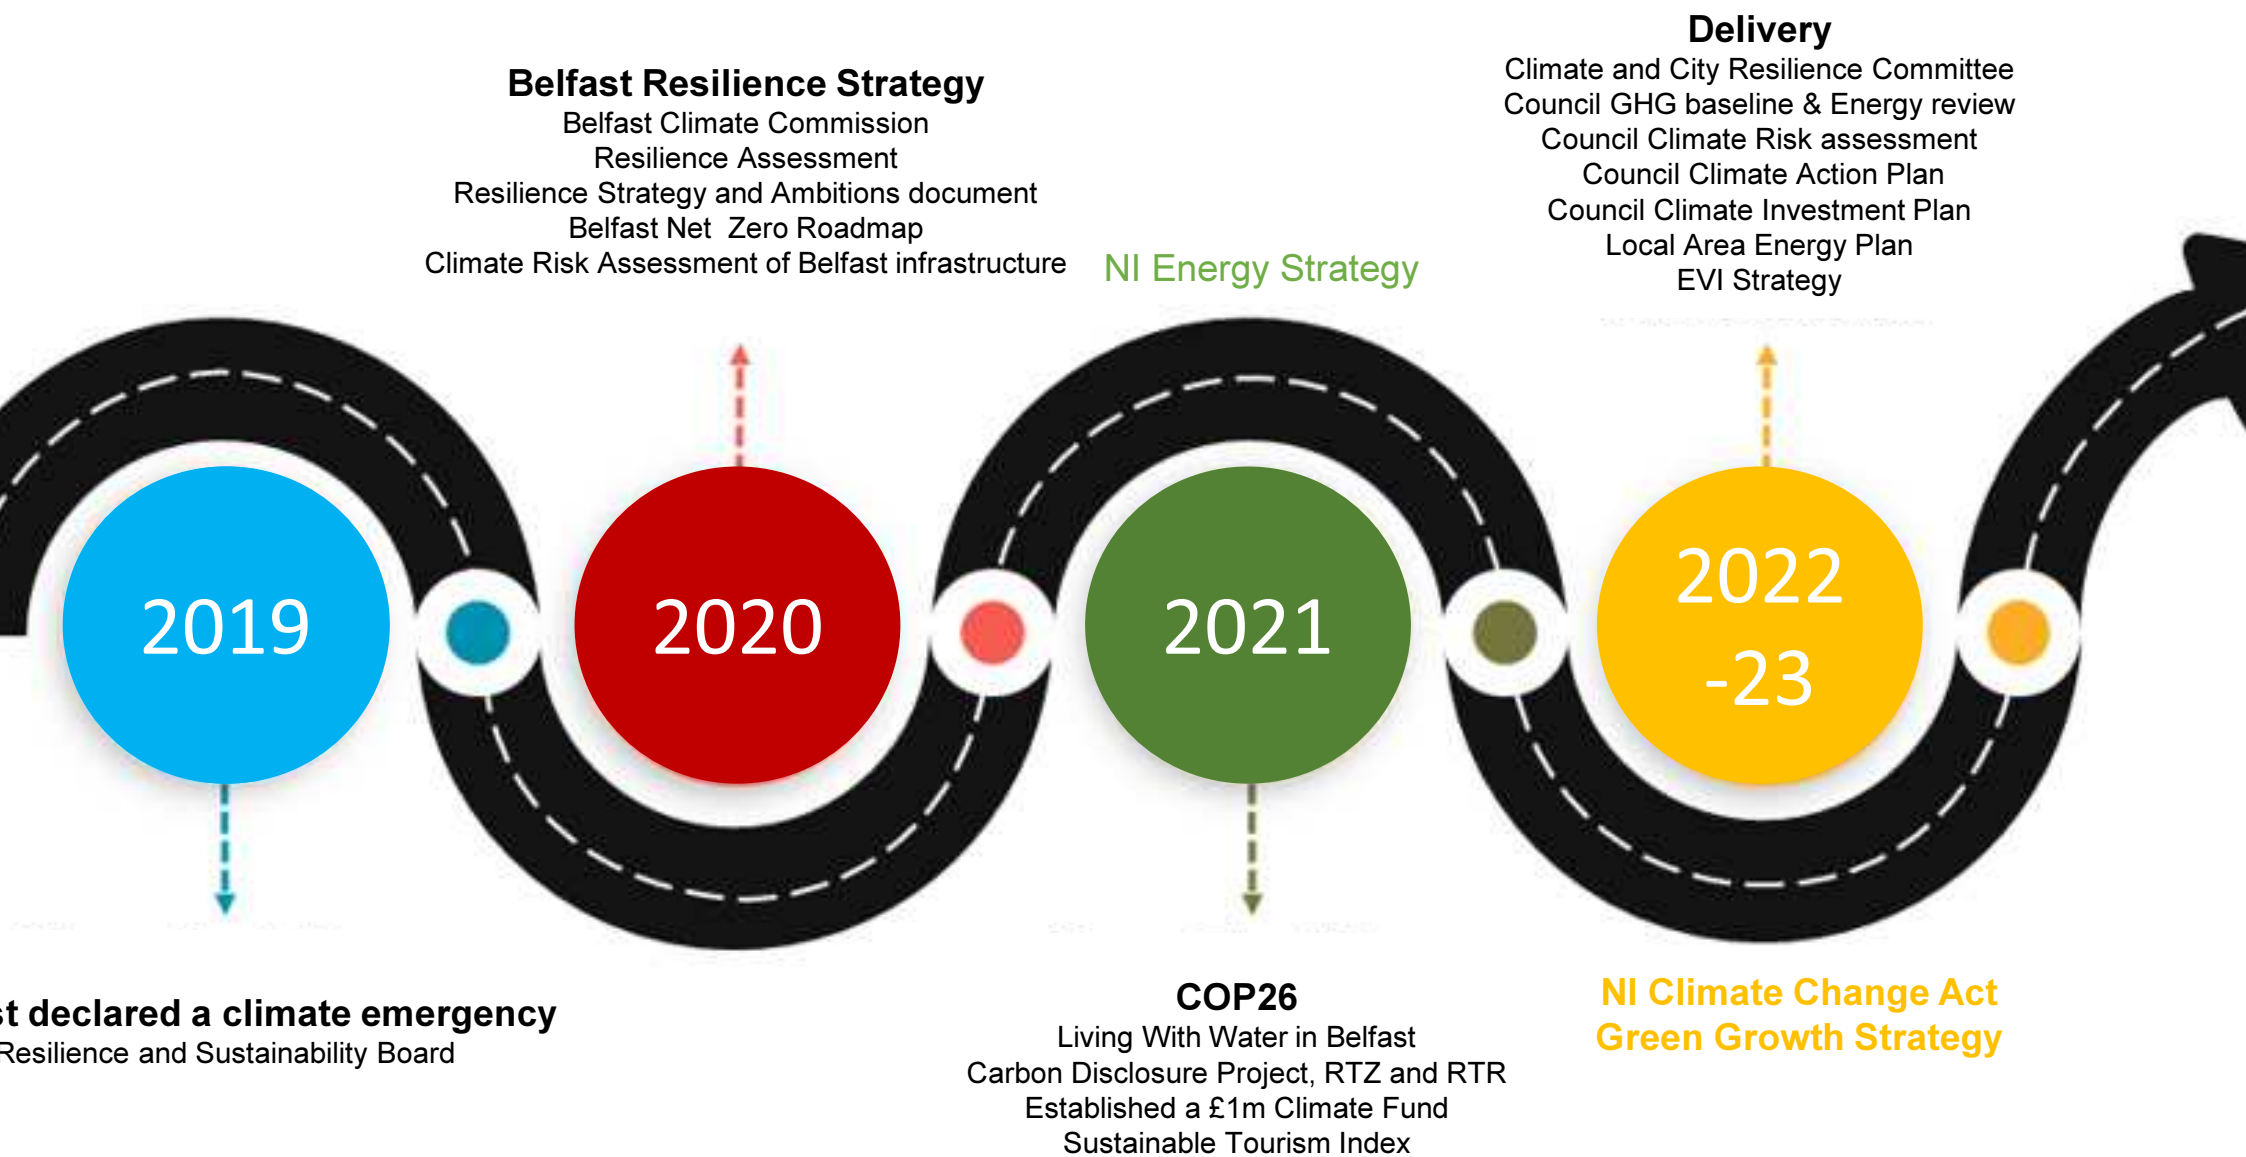 Delivery
Climate and City Resilience Committee
Council GHG baseline & Energy review
Council Climate Risk assessment
Council Climate Action Plan
Council Climate Investment Plan
Local Area Energy Plan
EVI Strategy
Belfast Resilience Strategy
Belfast Climate Commission
Resilience Assessment
Resilience Strategy and Ambitions document
Belfast Net  Zero Roadmap
Climate Risk Assessment of Belfast infrastructure
NI Energy Strategy
2019
2020
2021
2022
-23
st declared a climate emergency
Resilience and Sustainability Board
COP26
Living With Water in Belfast
Carbon Disclosure Project, RTZ and RTR
Established a £1m Climate Fund
Sustainable Tourism Index
NI Climate Change Act
Green Growth Strategy